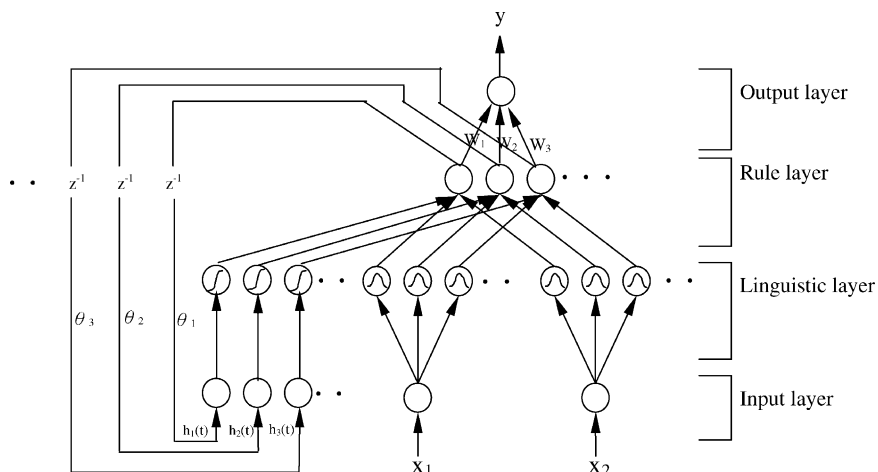 y
Output layer
W₁ W₂ W₃
Rule layer
z⁻¹ z⁻¹ z⁻¹
Linguistic layer
θ₃ θ₂ θ₁
Input layer
h₁(t) h₂(t) h₃(t)
x₁ x₂